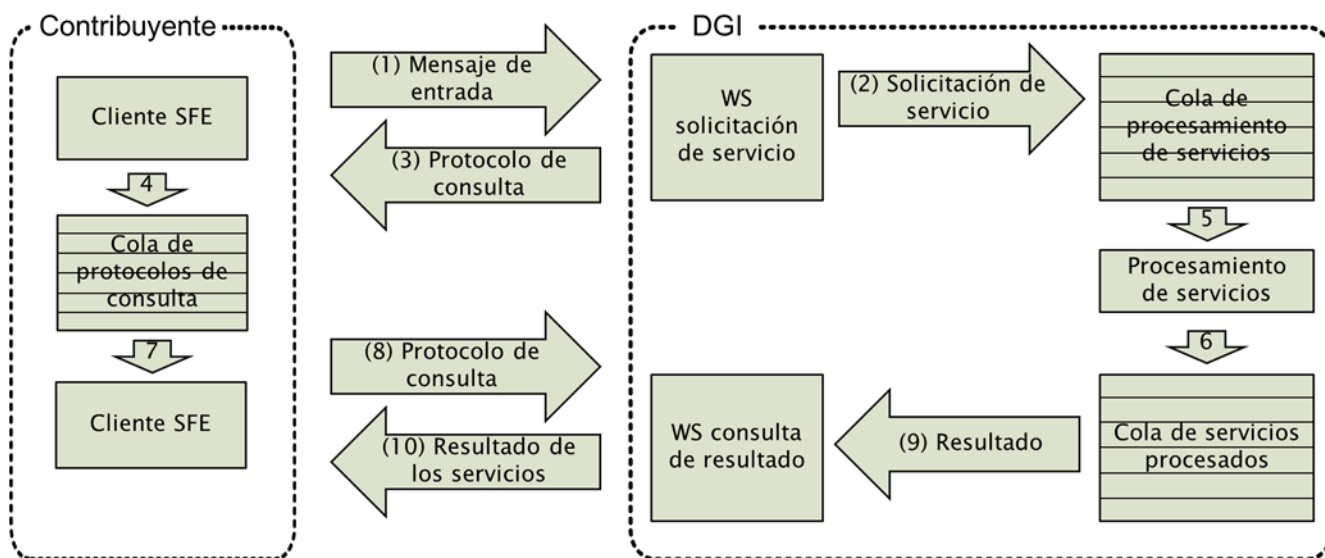 Contribuyente
DGI
(1) Mensaje de
entrada
WS
solicitación
de servicio
(2) Solicitación de
servicio
Cola de
procesamiento
de servicios
Cliente SFE
(3) Protocolo de
consulta
4
5
Cola de
protocolos de
consulta
Procesamiento
de servicios
7
6
(8) Protocolo de
consulta
Cliente SFE
(10) Resultado de
los servicios
WS consulta
de resultado
(9) Resultado
Cola de servicios
procesados